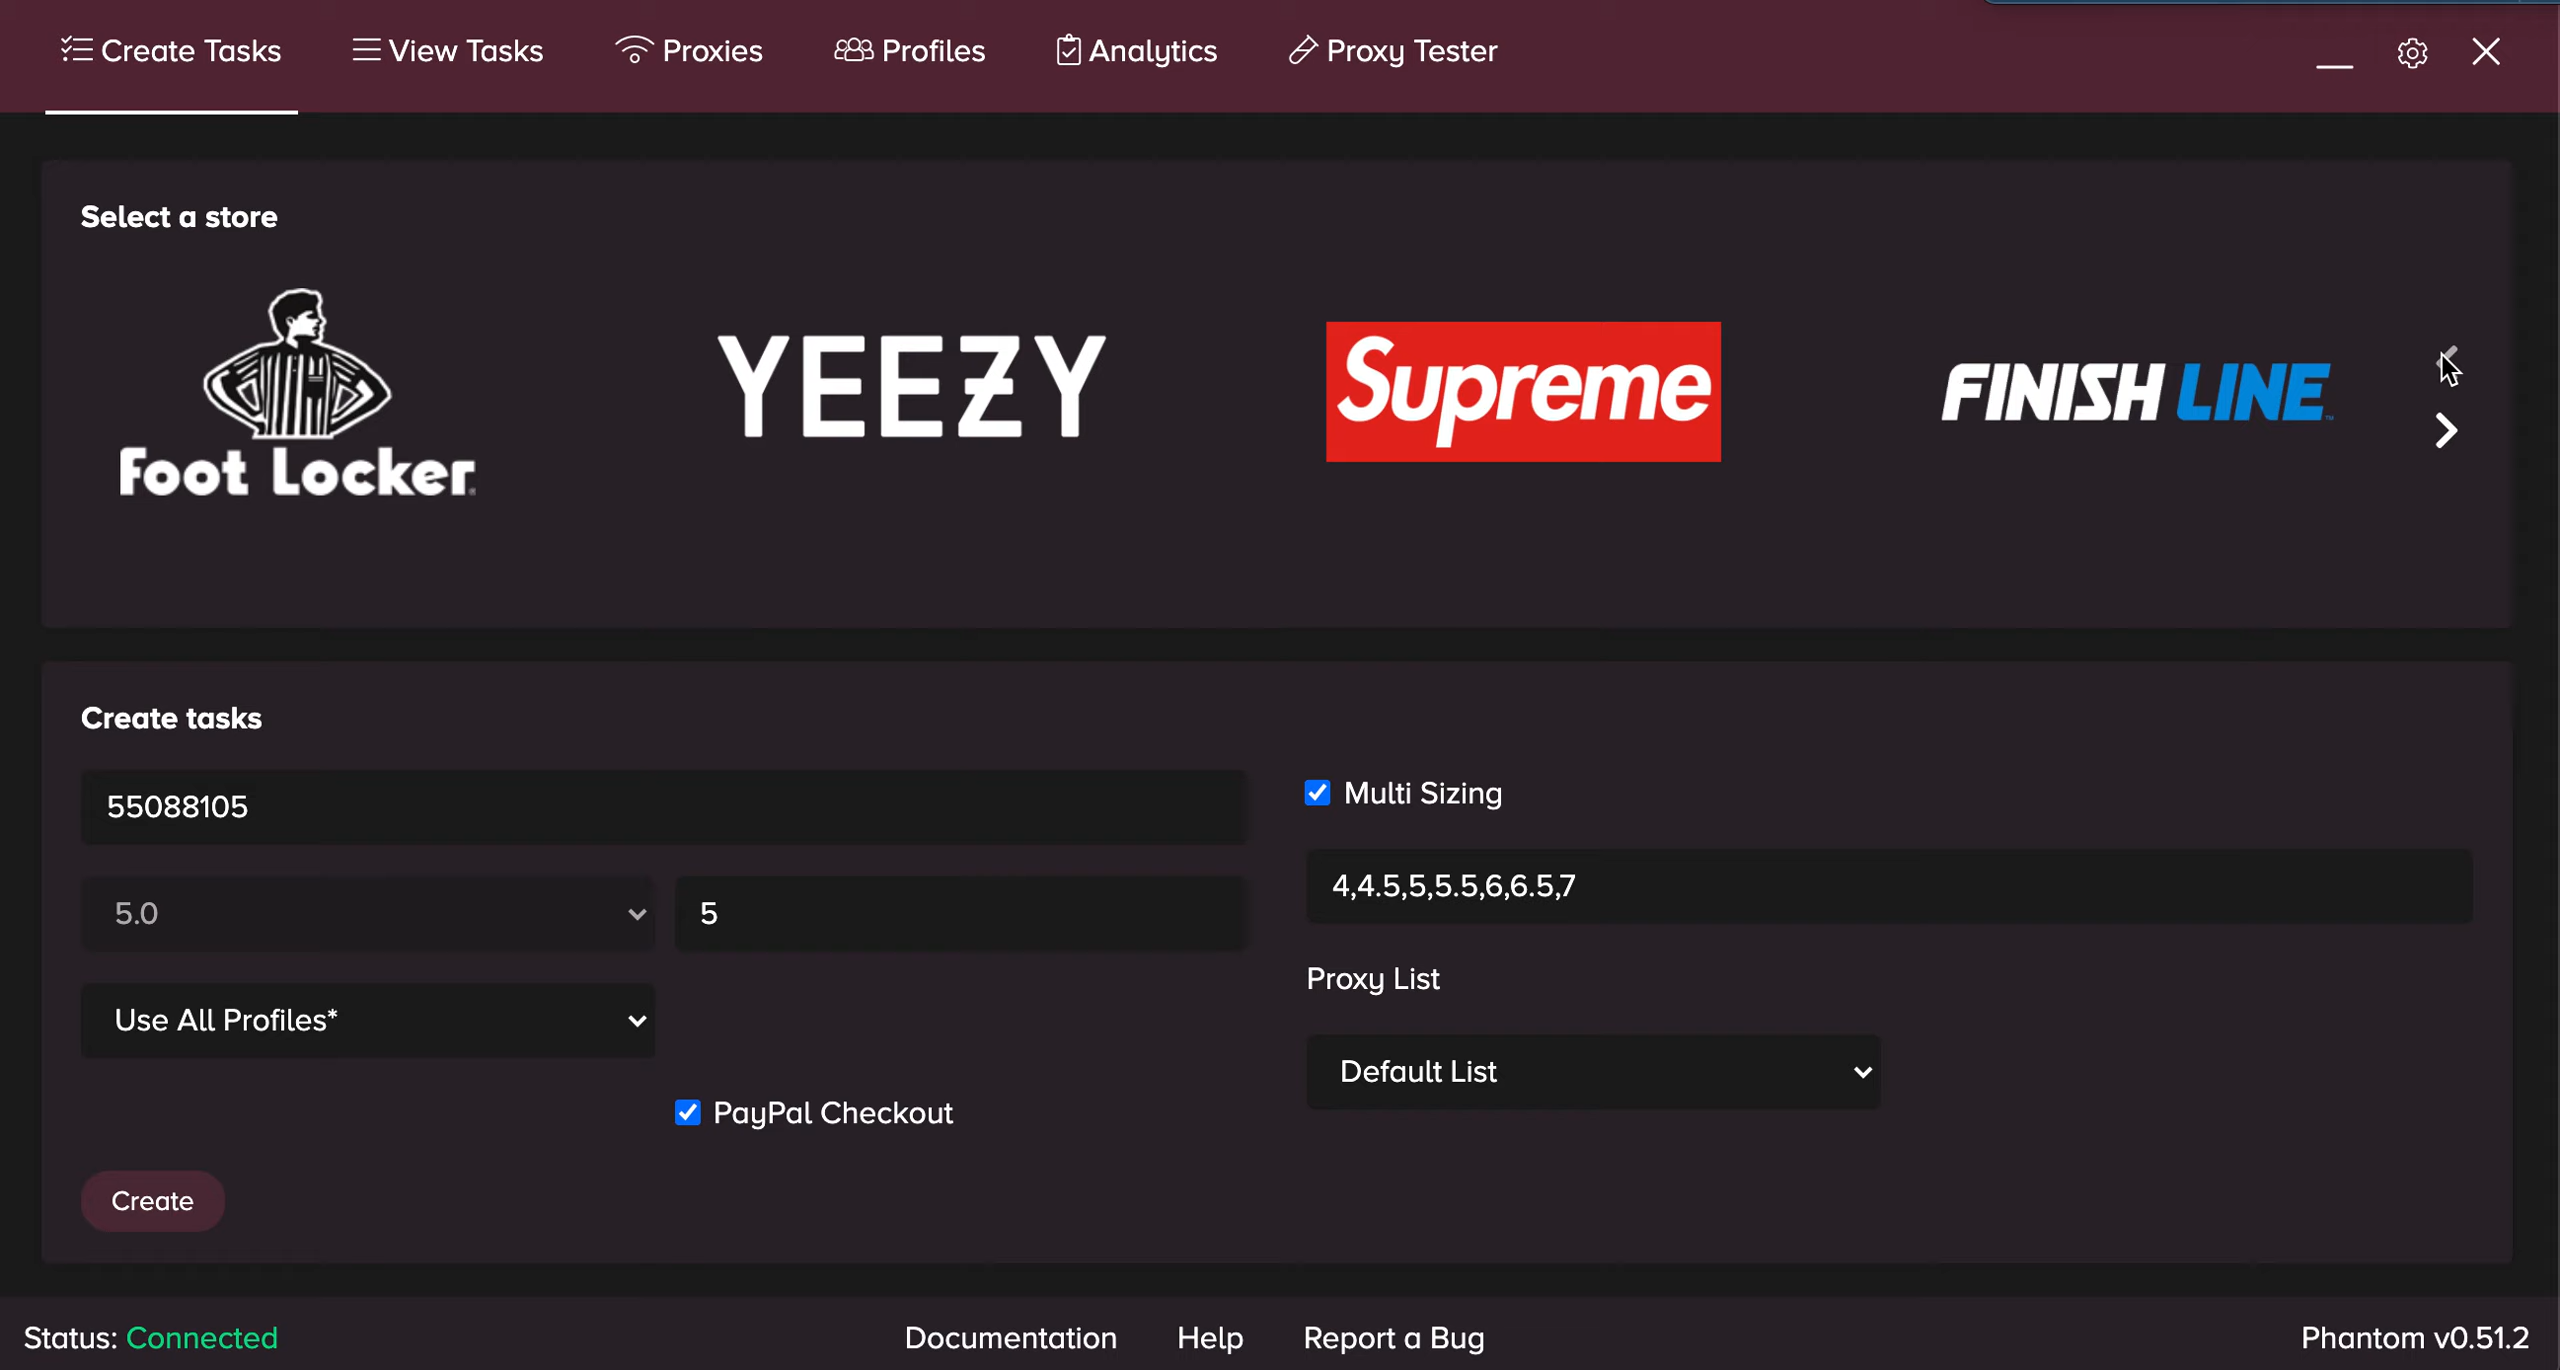 Create Tasks
View Tasks
Proxies
Profiles
Analytics
Proxy Tester
Select a store
Foot Locker
YEEZY
Supreme
FINISH LINE
Create tasks
55088105
Multi Sizing
5.0
5
4,4.5,5,5.5,6,6.5,7
Use All Profiles*
Proxy List
Default List
PayPal Checkout
Create
Status: Connected
Documentation
Help
Report a Bug
Phantom v0.51.2